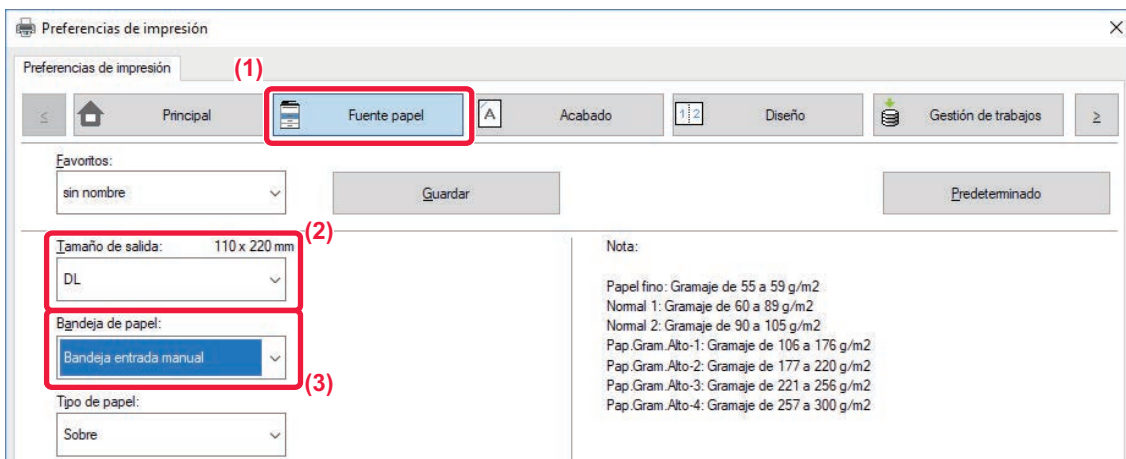 Preferencias de impresión
Preferencias de impresión
(1)
< Principal Fuente papel A Acabado 1 2 Diseño Gestión de trabajos >
Favoritos:
sin nombre Guardar Predeterminado
(2)
Tamaño de salida: 110 x 220 mm Nota:
DL
Papel fino: Gramaje de 55 a 59 g/m2
Normal 1: Gramaje de 60 a 89 g/m2
Bandeja de papel: Normal 2: Gramaje de 90 a 105 g/m2
Pap.Gram.Alto-1: Gramaje de 106 a 176 g/m2
Bandeja entrada manual Pap.Gram.Alto-2: Gramaje de 177 a 220 g/m2
(3) Pap.Gram.Alto-3: Gramaje de 221 a 256 g/m2
Tipo de papel: Pap.Gram.Alto-4: Gramaje de 257 a 300 g/m2
Sobre